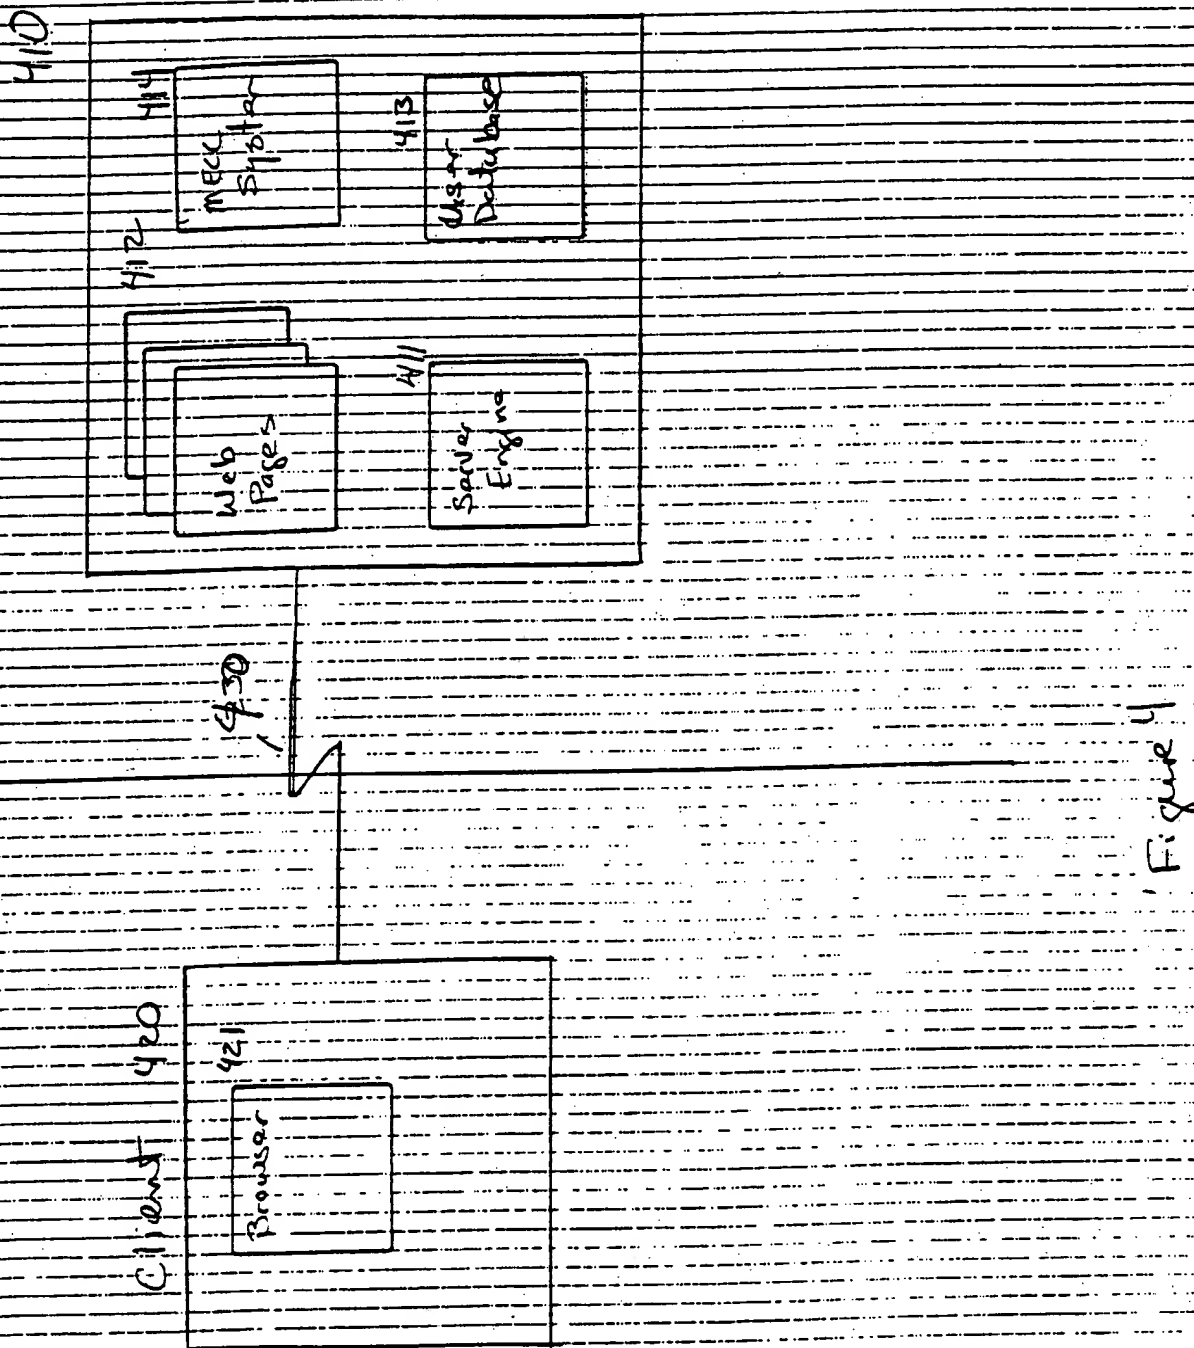 Client 420
421
Browser
430
410
412
Web
Pages
414
System
411
Server
Engine
413
User
Database
Figure 4